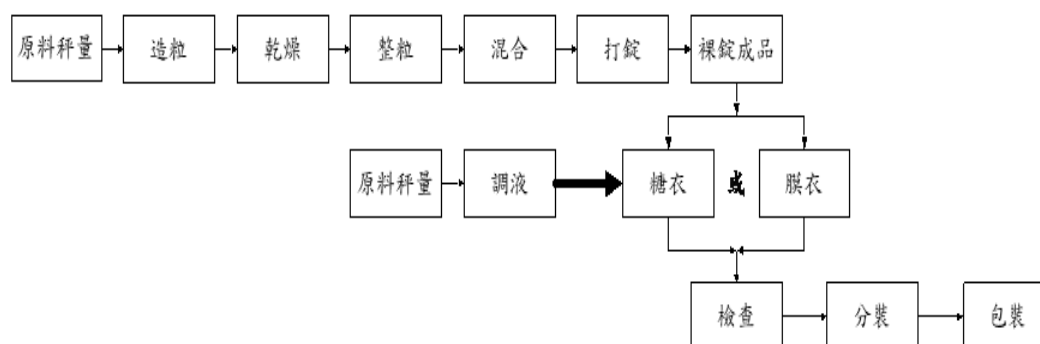 原料秤量
造粒
乾燥
整粒
混合
打錠
裸錠成品
原料秤量
調液
糖衣
或
膜衣
檢查
分裝
包裝